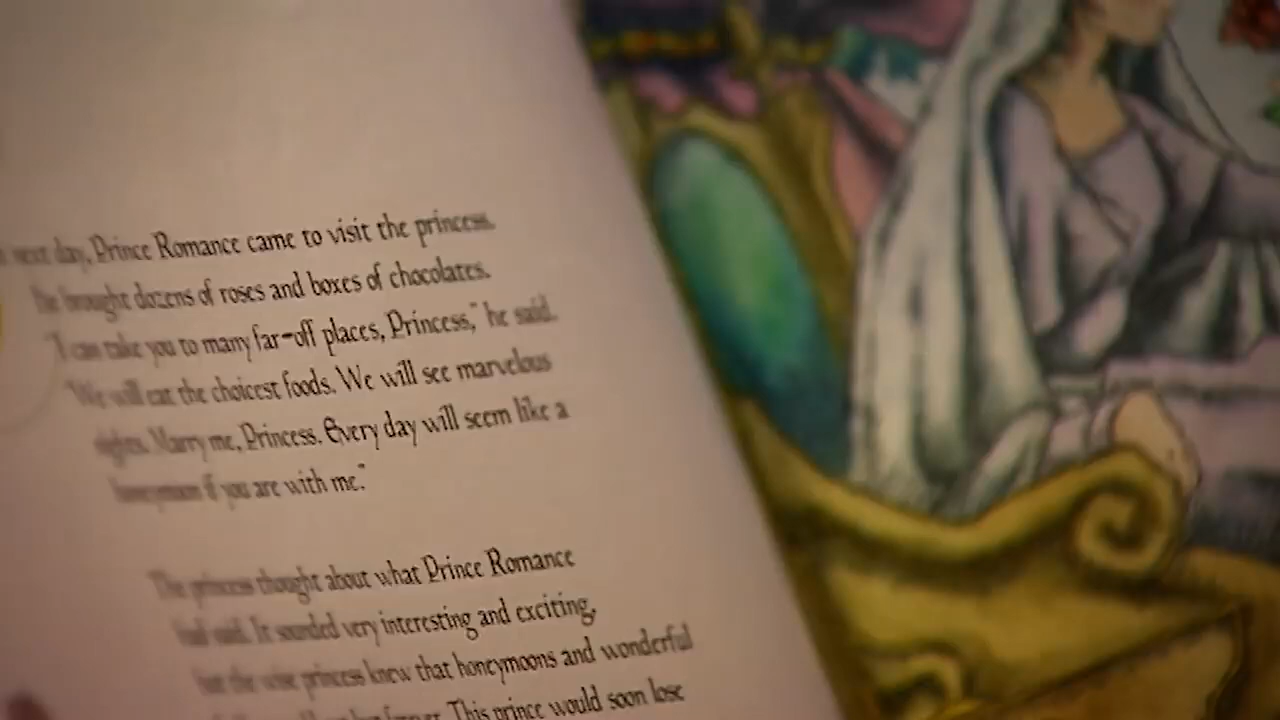 next day, Prince Romance came to visit the princess.
He brought dozens of roses and boxes of chocolates.
"I can take you to many far-off places, Princess," he said.
"We will eat the choicest foods. We will see marvelous
sights. Marry me, Princess. Every day will seem like a
honeymoon if you are with me."
The princess thought about what Prince Romance
had said. It sounded very interesting and exciting,
but the wise princess knew that honeymoons and wonderful
This prince would soon lose